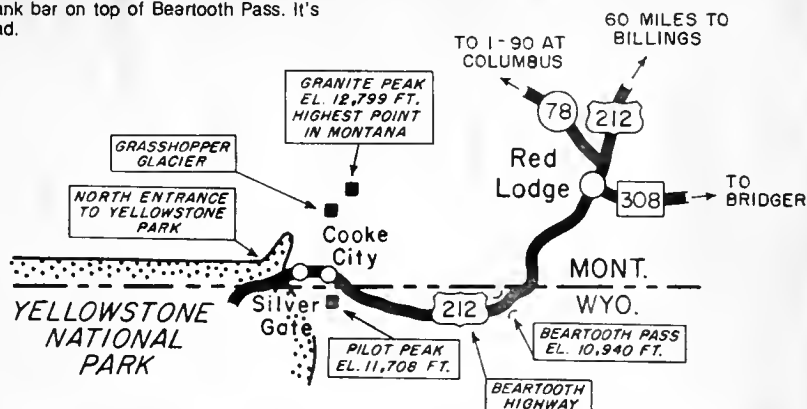 bar on top of Beartooth Pass. It's
60 MILES TO
BILLINGS
TO I-90 AT
COLUMBUS
GRANITE PEAK
EL. 12,799 FT.
HIGHEST POINT
IN MONTANA
78
212
GRASSHOPPER
GLACIER
Red
Lodge
308
TO
BRIDGER
NORTH ENTRANCE
TO YELLOWSTONE
PARK
Cooke
City
MONT.
WYO.
YELLOWSTONE
NATIONAL
PARK
Silver
Gate
212
PILOT PEAK
EL. 11,708 FT.
BEARTOOTH PASS
EL. 10,940 FT.
BEARTOOTH
HIGHWAY